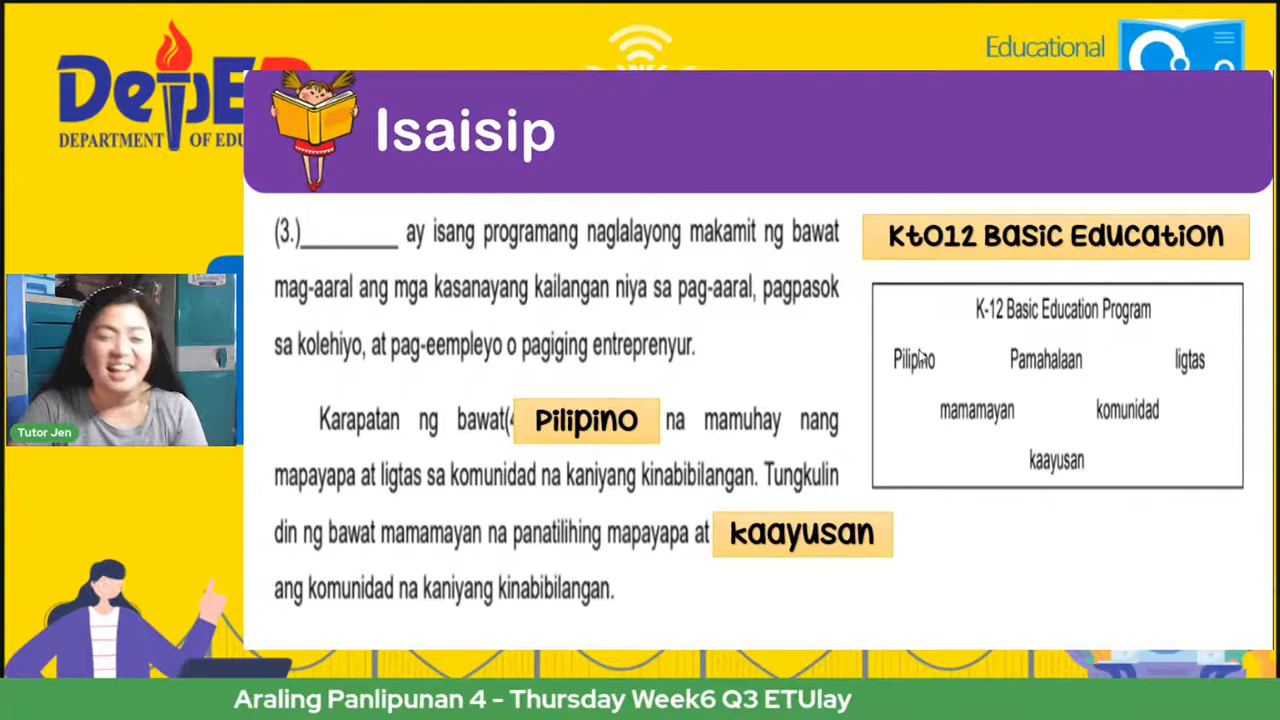 DepED
DEPARTMENT OF EDU
Educational
Isaisip
(3.)_________ ay isang programang naglalayong makamit ng bawat
mag-aaral ang mga kasanayang kailangan niya sa pag-aaral, pagpasok
sa kolehiyo, at pag-eempleyo o pagiging entreprenyur.
Karapatan ng bawat(4 Pilipino na mamuhay nang
mapayapa at ligtas sa komunidad na kaniyang kinabibilangan. Tungkulin
din ng bawat mamamayan na panatilihing mapayapa at kaayusan
ang komunidad na kaniyang kinabibilangan.
Kto12 Basic Education
K-12 Basic Education Program
Pilipino Pamahalaan ligtas
mamamayan komunidad
kaayusan
Tutor Jen
Araling Panlipunan 4 - Thursday Week6 Q3 ETUlay